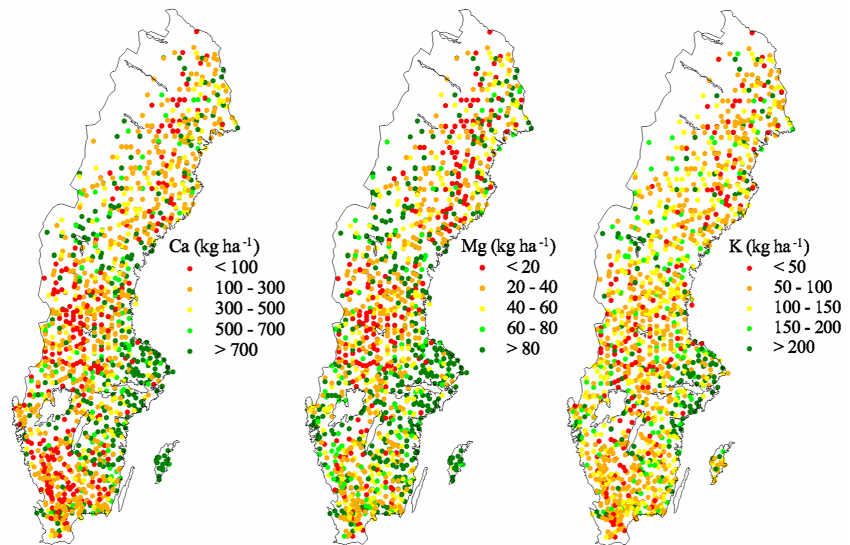 Ca (kg ha⁻¹)
< 100
100 - 300
300 - 500
500 - 700
> 700
Mg (kg ha⁻¹)
< 20
20 - 40
40 - 60
60 - 80
> 80
K (kg ha⁻¹)
< 50
50 - 100
100 - 150
150 - 200
> 200